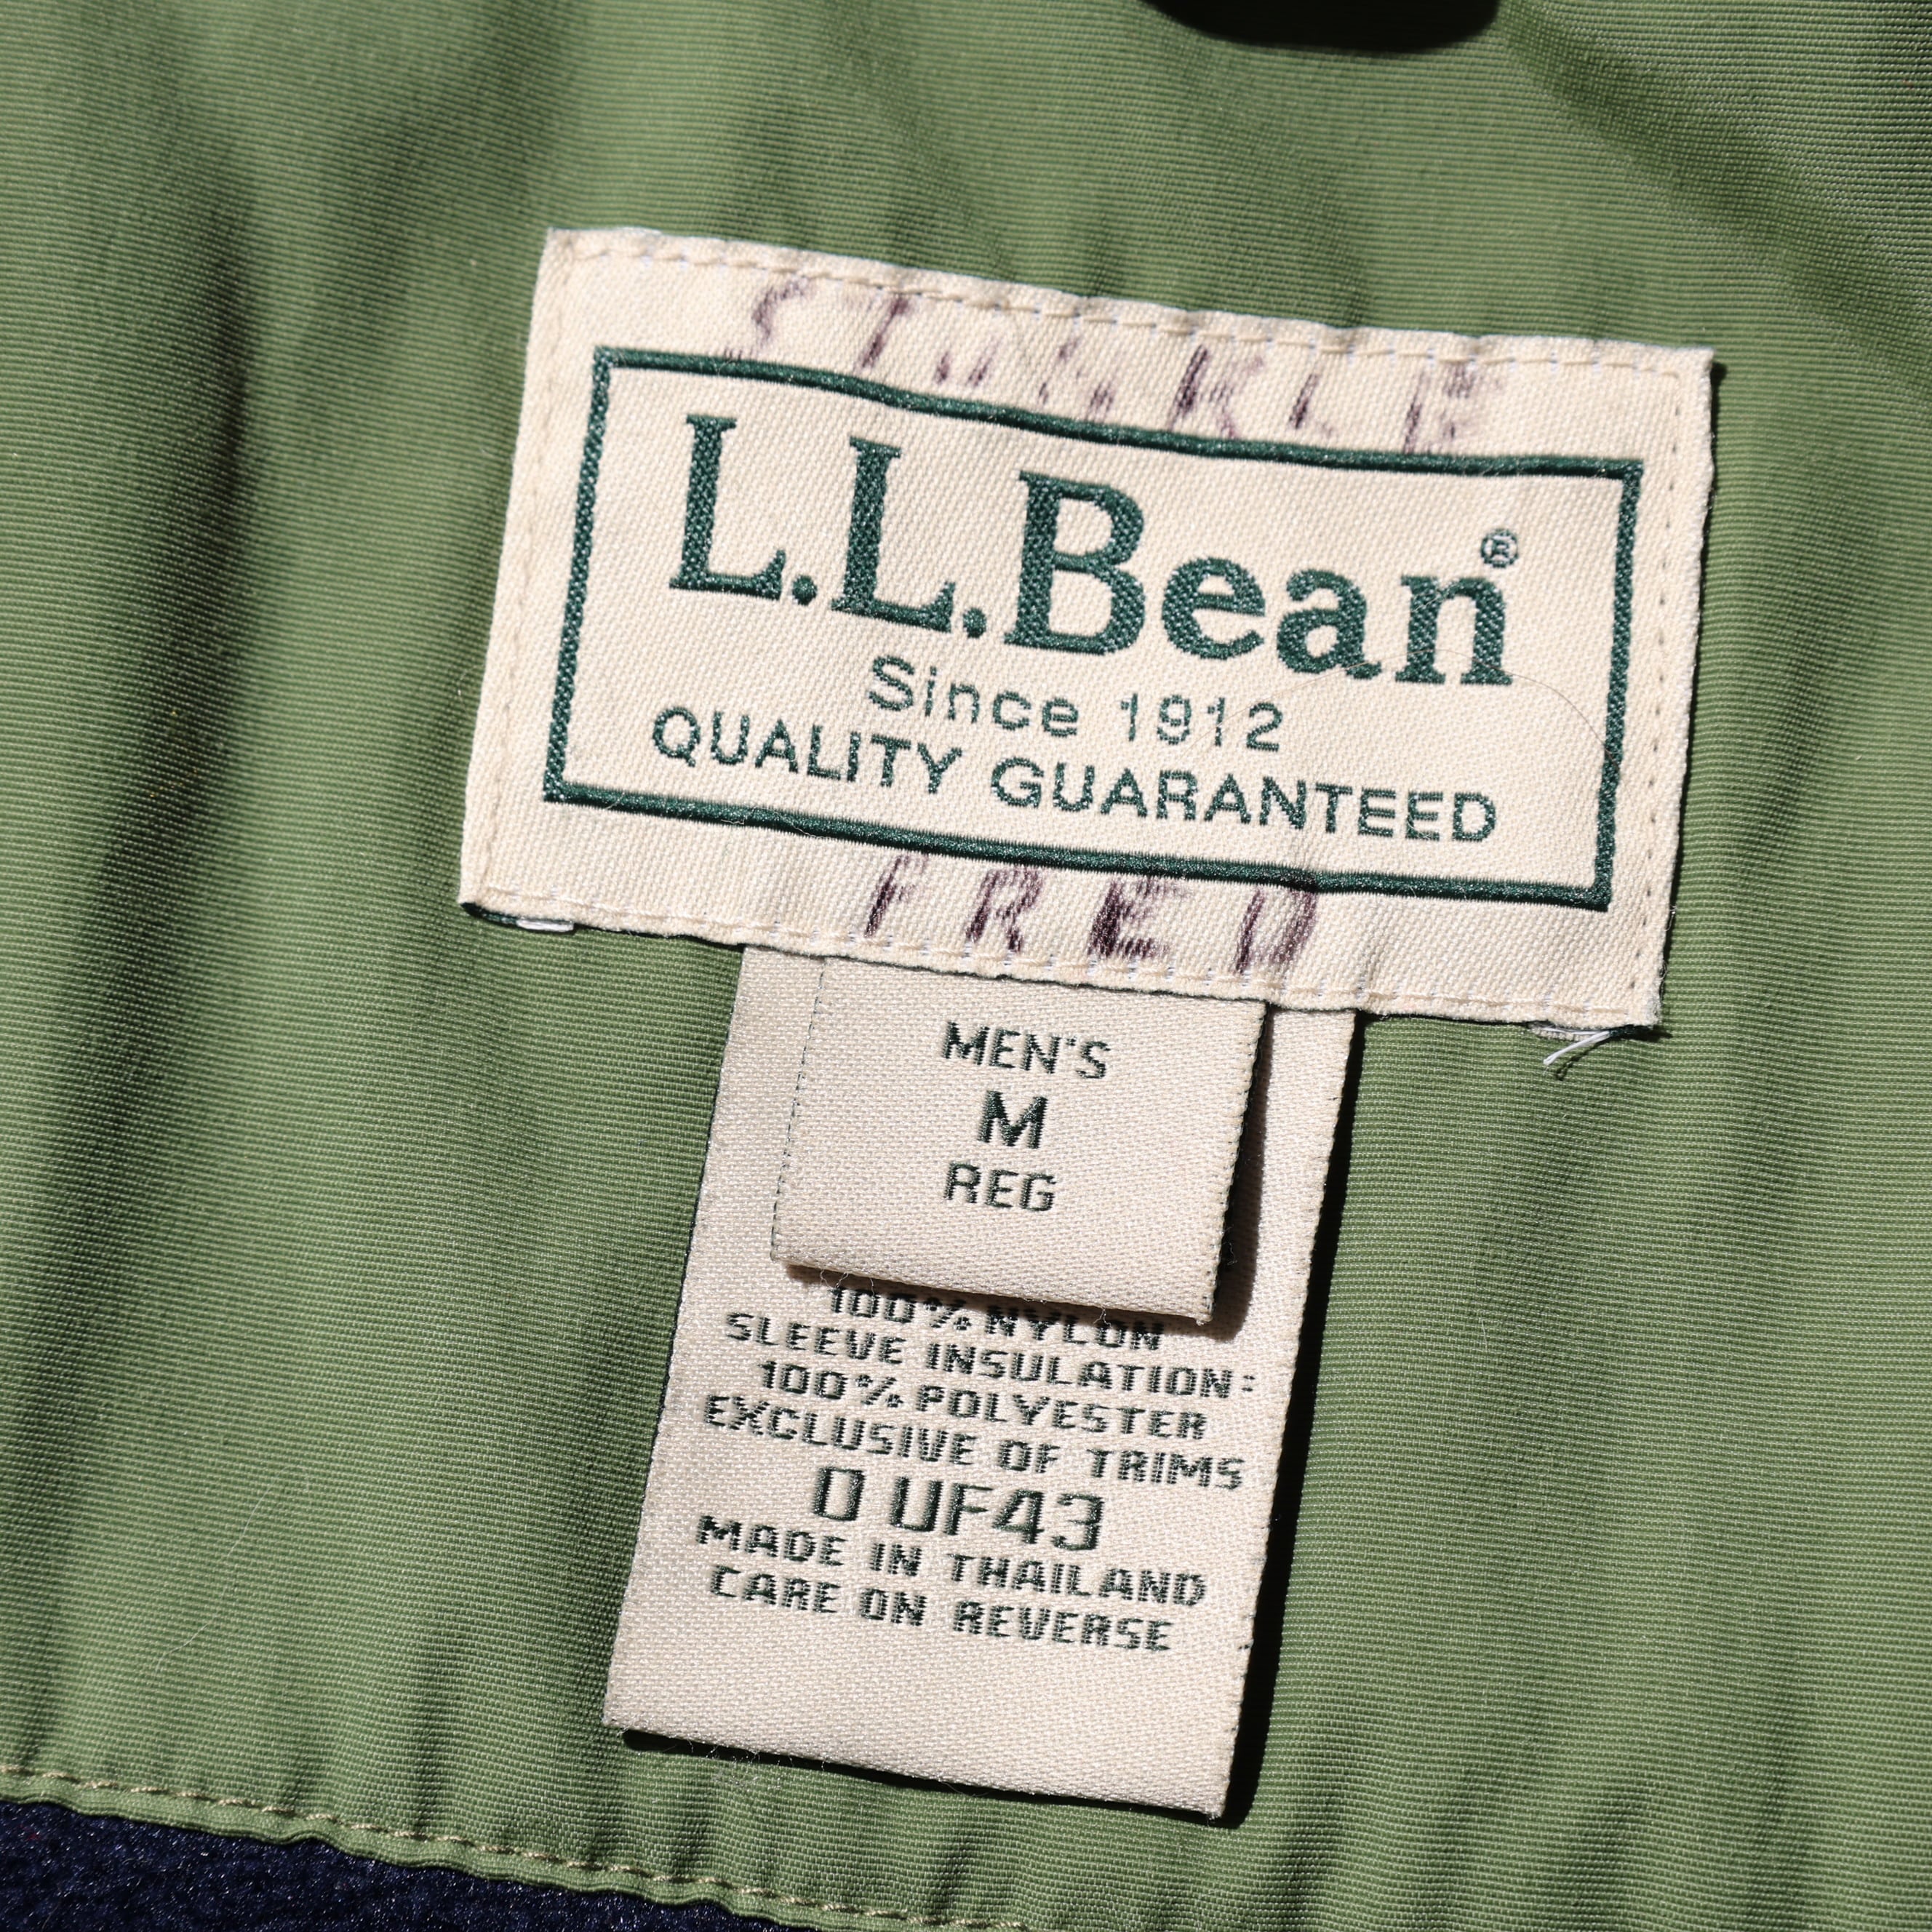 L.L.Bean®
Since 1912
QUALITY GUARANTEED
FRED
MEN'S
M
REG
100% NYLON
SLEEVE INSULATION:
100% POLYESTER
EXCLUSIVE OF TRIMS
0 UF43
MADE IN THAILAND
CARE ON REVERSE